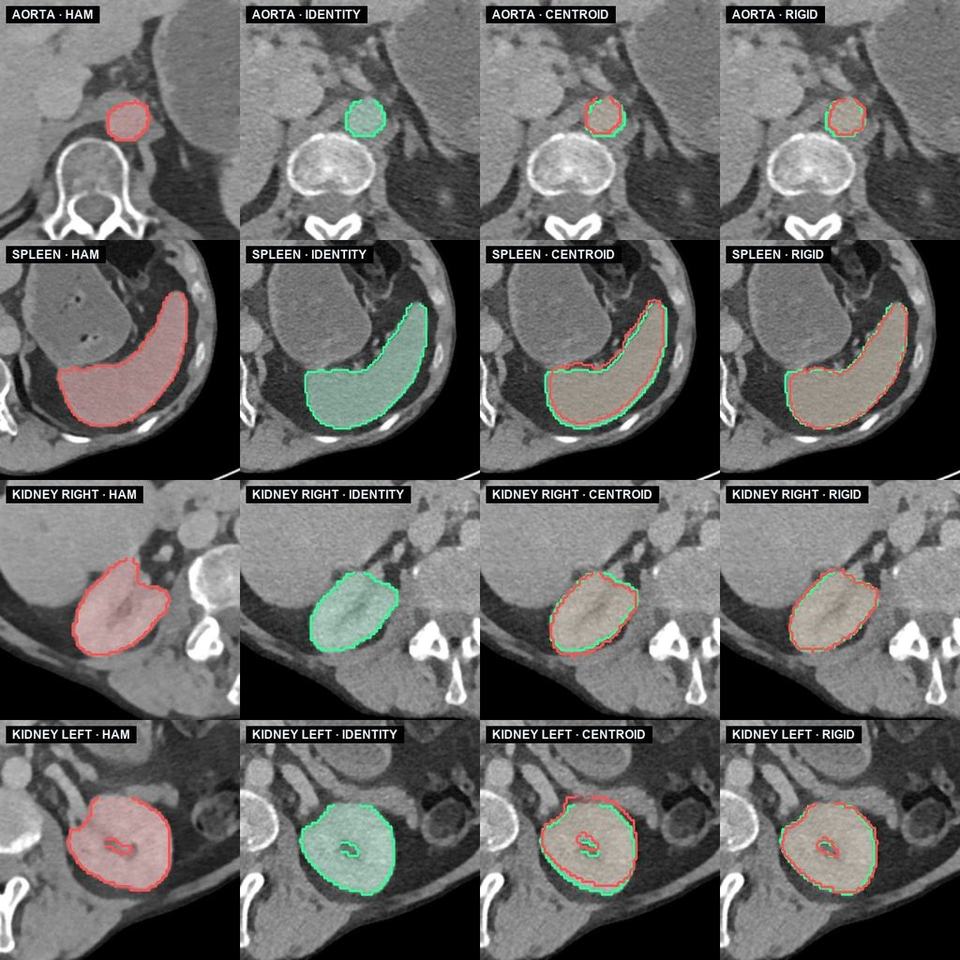 AORTA · HAM
AORTA · IDENTITY
AORTA · CENTROID
AORTA · RIGID
SPLEEN · HAM
SPLEEN · IDENTITY
SPLEEN · CENTROID
SPLEEN · RIGID
KIDNEY RIGHT · HAM
KIDNEY RIGHT · IDENTITY
KIDNEY RIGHT · CENTROID
KIDNEY RIGHT · RIGID
KIDNEY LEFT · HAM
KIDNEY LEFT · IDENTITY
KIDNEY LEFT · CENTROID
KIDNEY LEFT · RIGID